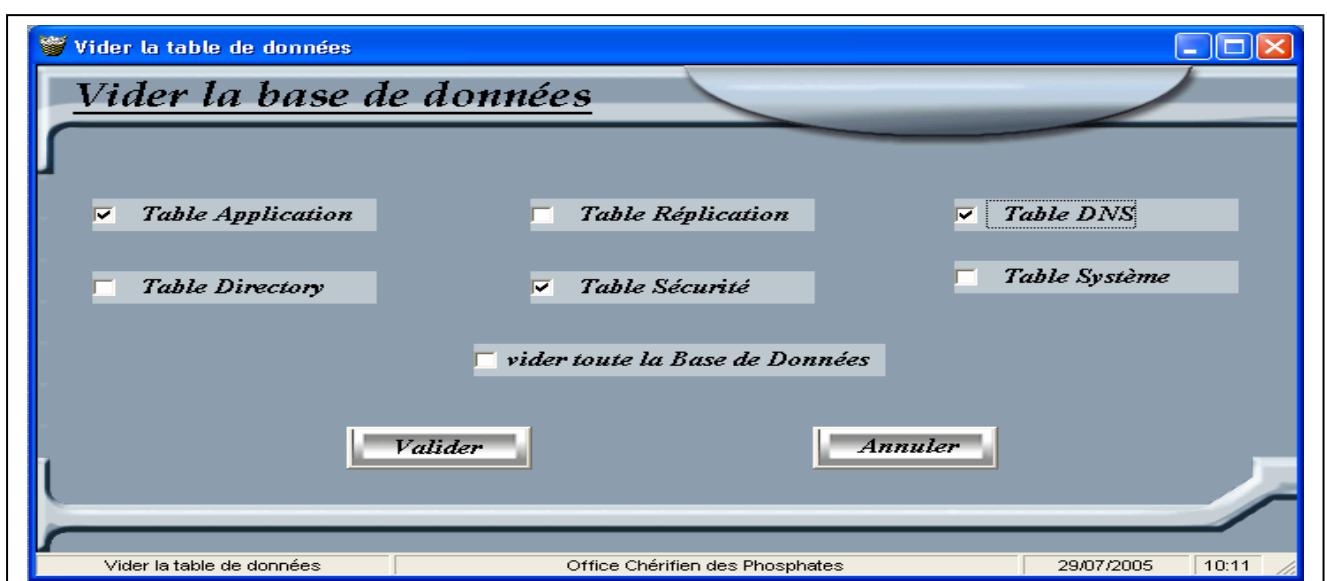 Vider la table de données
Vider la base de données
Table Application Table Réplication Table DNS
Table Directory Table Sécurité Table Système
vider toute la Base de Données
Valider Annuler
Vider la table de données Office Chérifien des Phosphates 29/07/2005 10:11